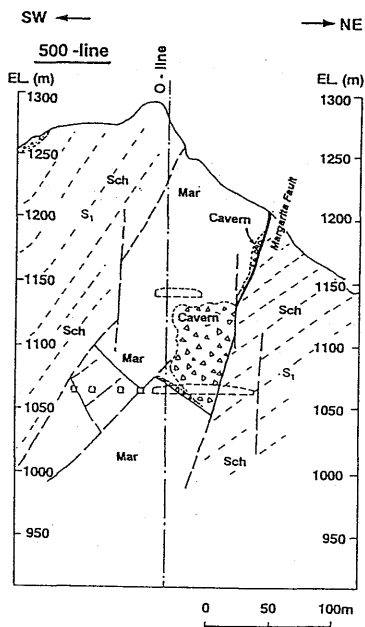 SW ← → NE
500 -line
O - line
EL. (m) EL. (m)
1300 1300
1250 1250
Sch
Mar
Cavern
Margarita Fault
1200 1200
S₁
1150 1150
Sch
Cavern
Sch
1100 1100
Mar
S₁
1050 1050
Mar
Sch
1000 1000
950 950
0 50 100m